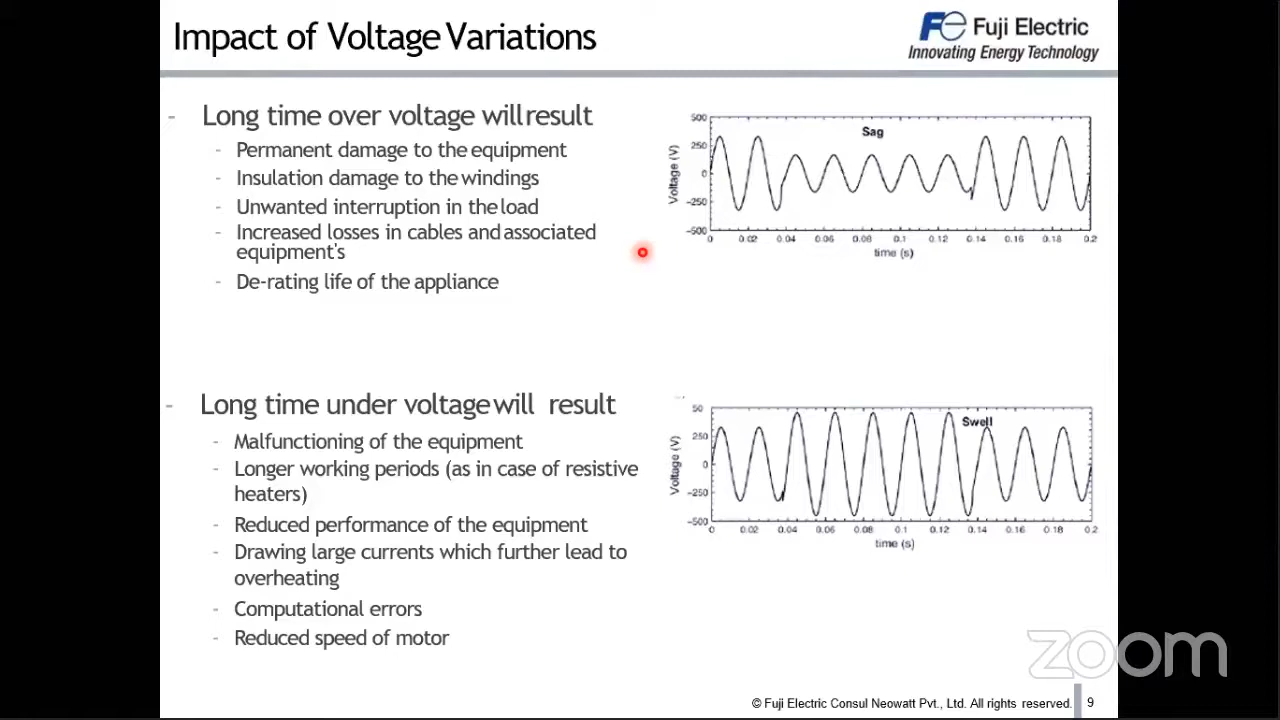 Impact of Voltage Variations
Fuji Electric
Innovating Energy Technology
- Long time over voltage will result
- Permanent damage to the equipment
- Insulation damage to the windings
- Unwanted interruption in the load
- Increased losses in cables and associated
equipment's
- De-rating life of the appliance
Sag
Voltage (V)
500
250
0
-250
-500
0 0.02 0.04 0.06 0.08 0.1 0.12 0.14 0.16 0.18 0.2
time (s)
- Long time under voltage will result
- Malfunctioning of the equipment
- Longer working periods (as in case of resistive
heaters)
- Reduced performance of the equipment
- Drawing large currents which further lead to
overheating
- Computational errors
- Reduced speed of motor
Swell
Voltage (V)
50
250
0
-250
-500
0 0.02 0.04 0.06 0.08 0.1 0.12 0.14 0.16 0.18 0.2
time (s)
zoom
© Fuji Electric Consul Neowatt Pvt., Ltd. All rights reserved. 9